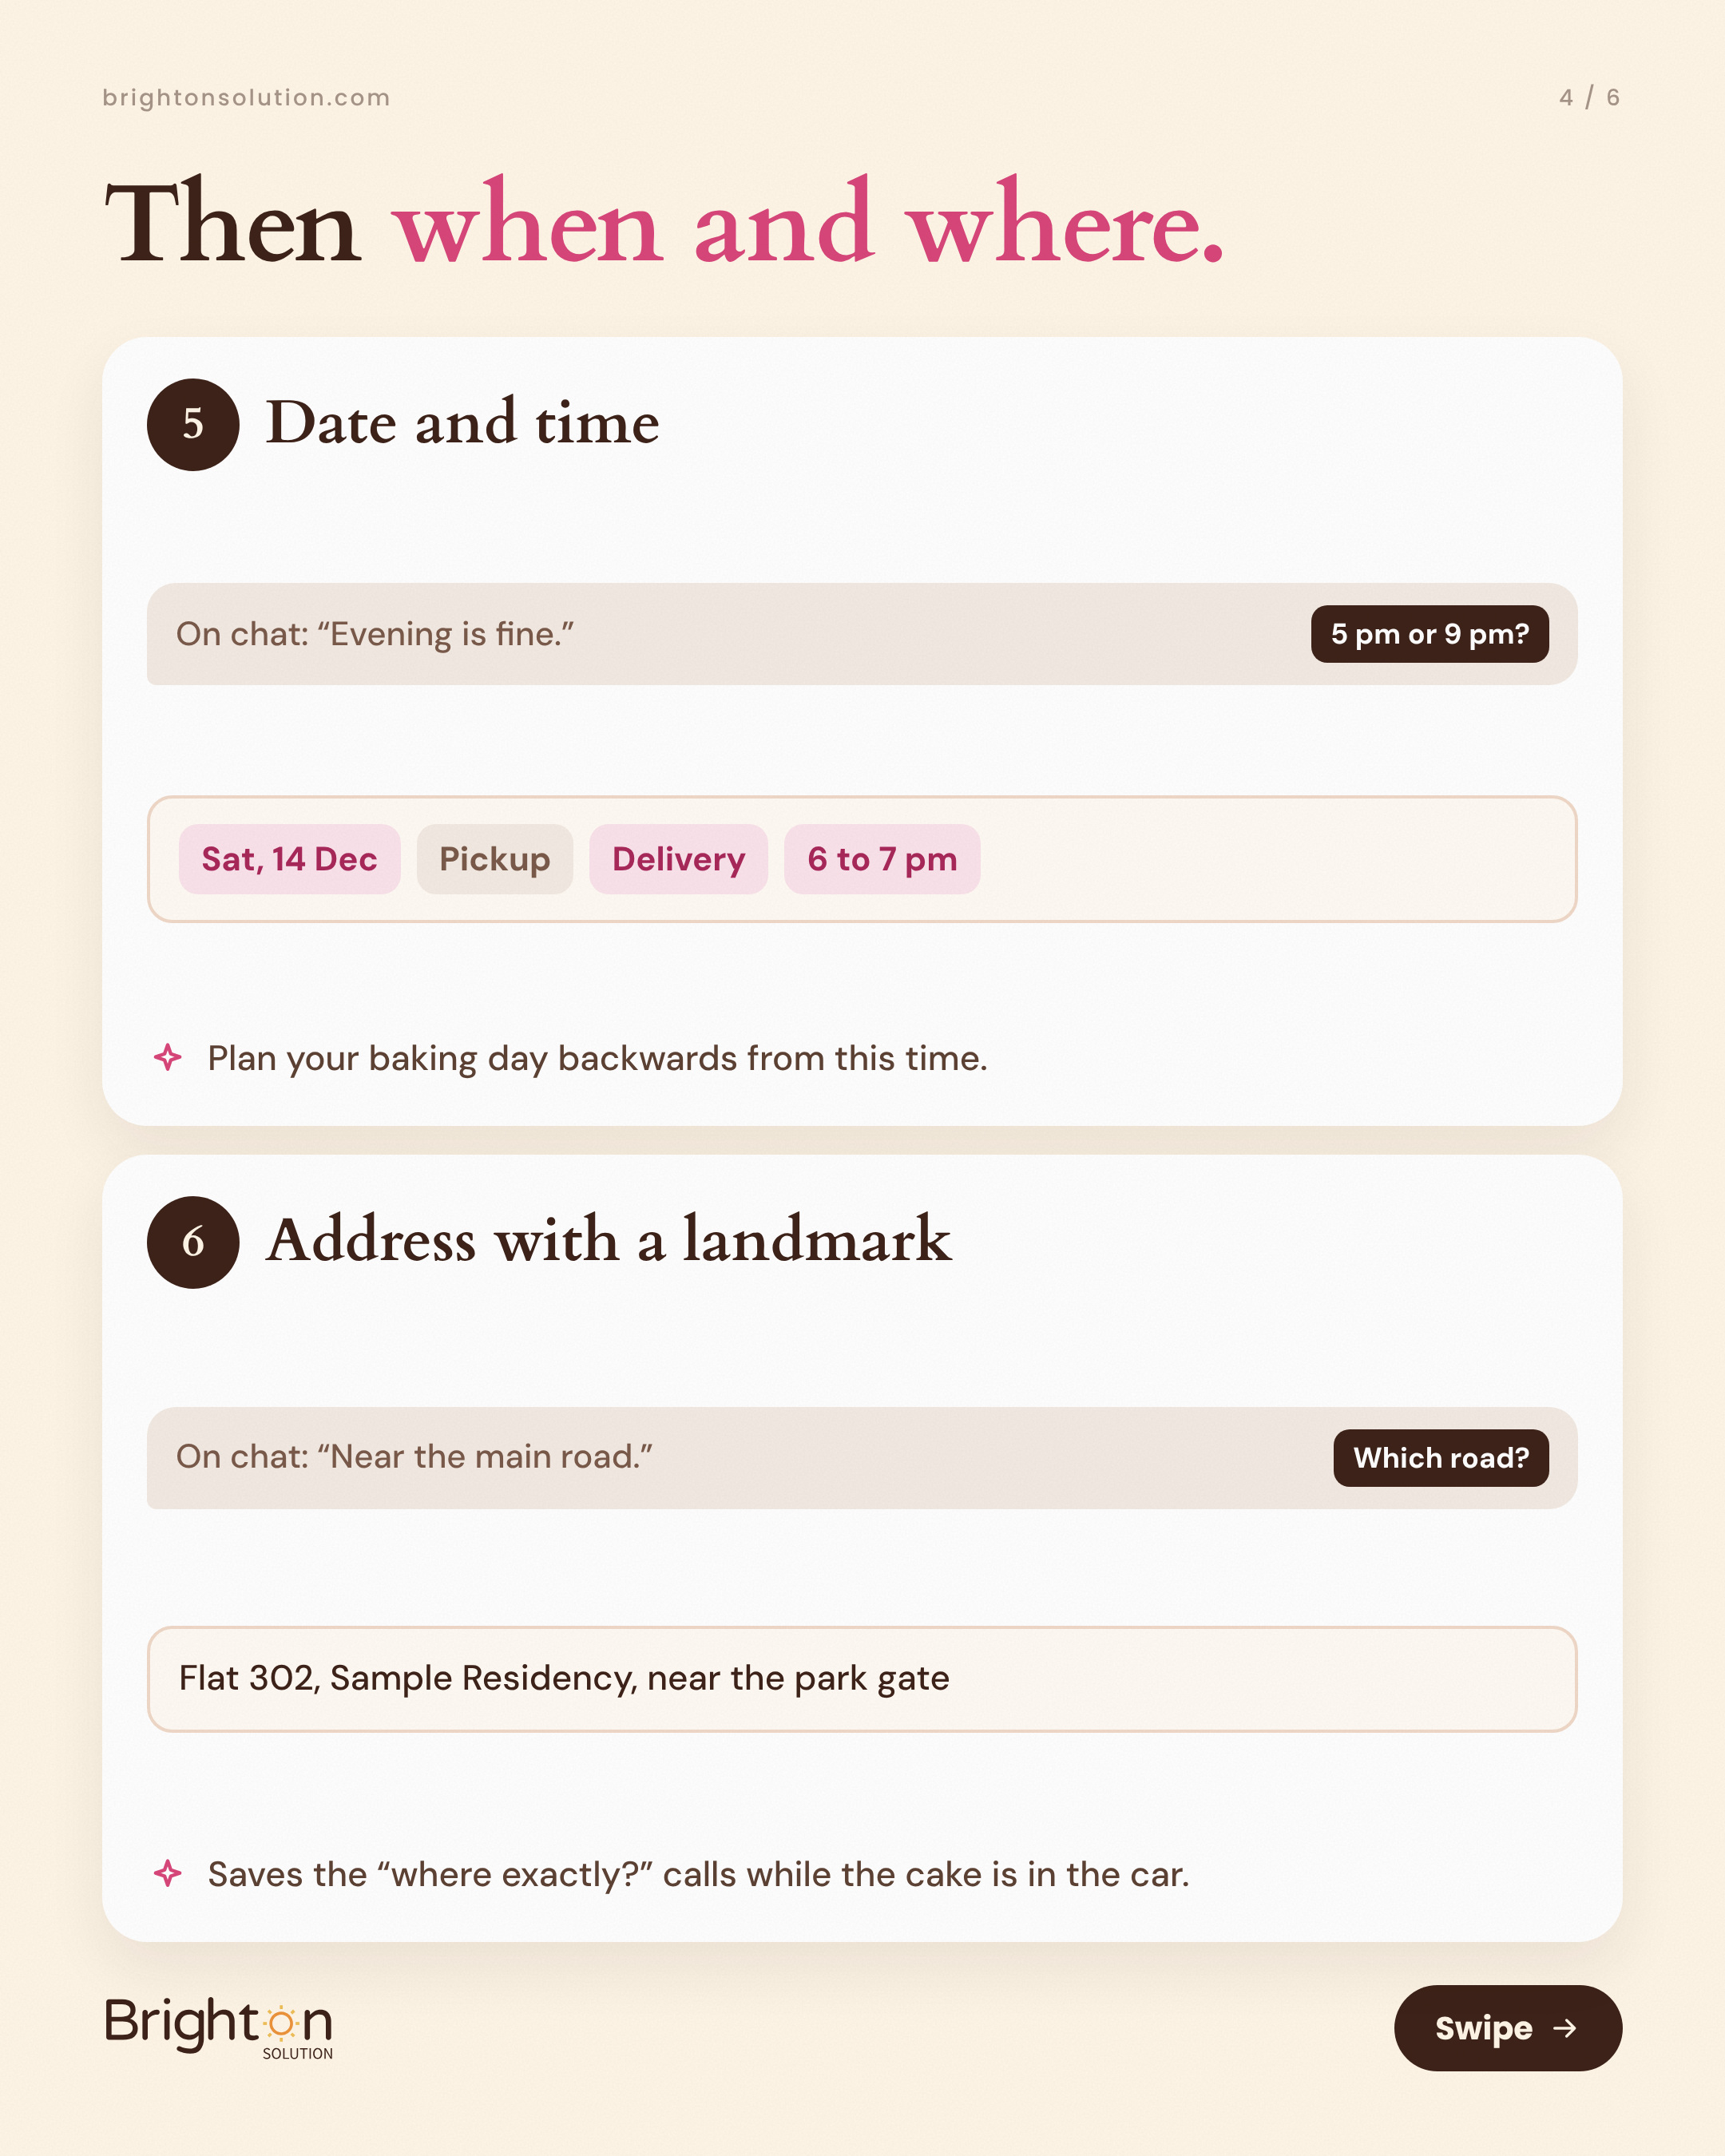 brightonsolution.com
4 / 6
Then when and where.
5 Date and time
On chat: “Evening is fine.”
5 pm or 9 pm?
Sat, 14 Dec Pickup Delivery 6 to 7 pm
Plan your baking day backwards from this time.
6 Address with a landmark
On chat: “Near the main road.”
Which road?
Flat 302, Sample Residency, near the park gate
Saves the “where exactly?” calls while the cake is in the car.
Brighton
SOLUTION
Swipe →